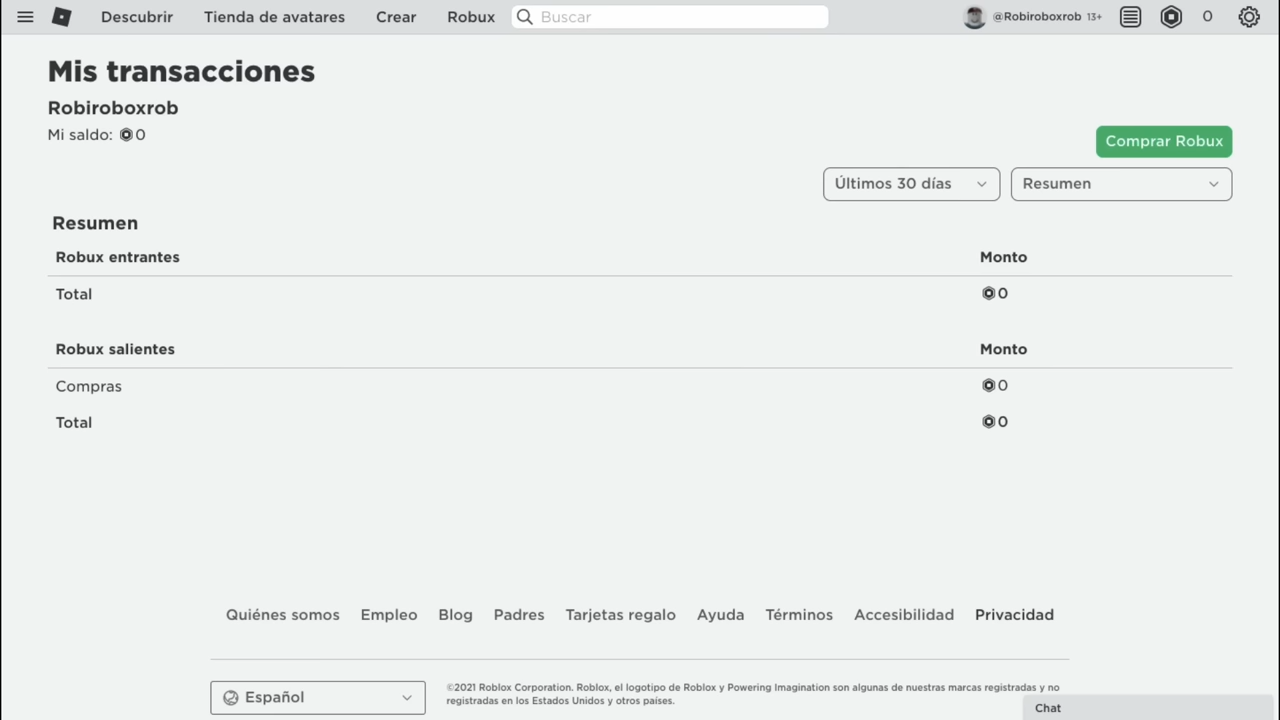 Descubrir Tienda de avatares Crear Robux Buscar @Robiroboxrob 13+ 0
Mis transacciones
Robiroboxrob
Mi saldo: 0
Comprar Robux
Últimos 30 días Resumen
Resumen
Robux entrantes Monto
Total 0
Robux salientes Monto
Compras 0
Total 0
Quiénes somos Empleo Blog Padres Tarjetas regalo Ayuda Términos Accesibilidad Privacidad
Español
©2021 Roblox Corporation. Roblox, el logotipo de Roblox y Powering Imagination son algunas de nuestras marcas registradas y no
registradas en los Estados Unidos y otros países.
Chat